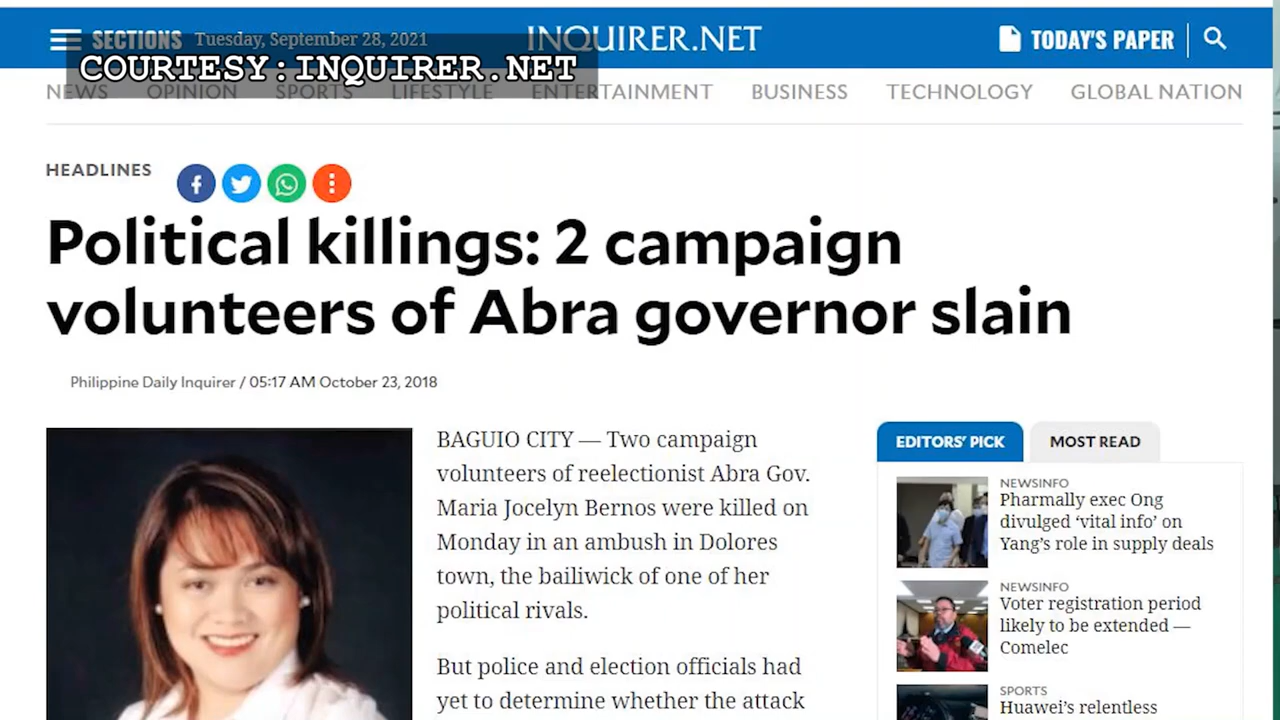 SECTIONS Tuesday, September 28, 2021 INQUIRER.NET TODAY'S PAPER
COURTESY:INQUIRER.NET
NEWS OPINION SPORTS LIFESTYLE ENTERTAINMENT BUSINESS TECHNOLOGY GLOBAL NATION
HEADLINES
Political killings: 2 campaign
volunteers of Abra governor slain
Philippine Daily Inquirer / 05:17 AM October 23, 2018
BAGUIO CITY — Two campaign
volunteers of reelectionist Abra Gov.
Maria Jocelyn Bernos were killed on
Monday in an ambush in Dolores
town, the bailiwick of one of her
political rivals.
But police and election officials had
yet to determine whether the attack
EDITORS' PICK MOST READ
NEWSINFO
Pharmally exec Ong
divulged ‘vital info’ on
Yang’s role in supply deals
NEWSINFO
Voter registration period
likely to be extended —
Comelec
SPORTS
Huawei’s relentless